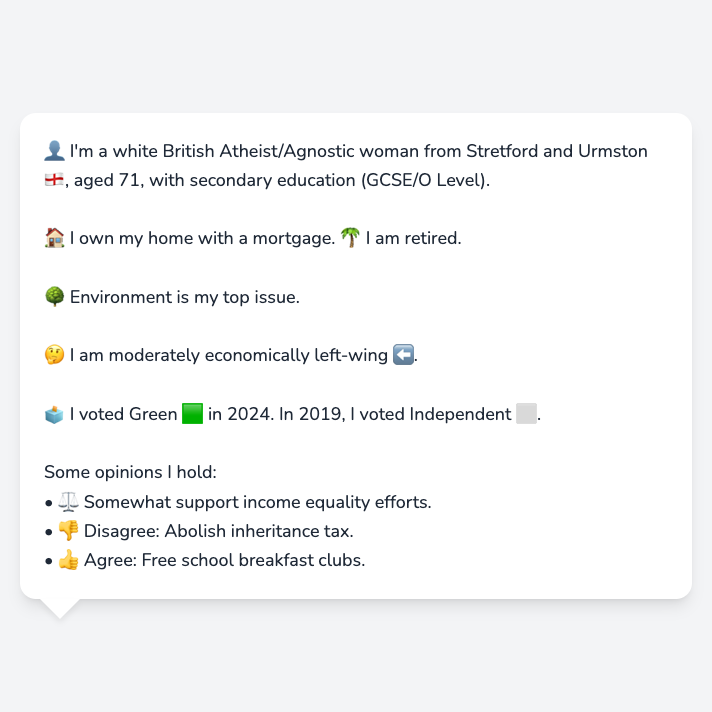 👤 I'm a white British Atheist/Agnostic woman from Stretford and Urmston
🏴󠁧󠁢󠁥󠁮󠁧󠁿, aged 71, with secondary education (GCSE/O Level).
🏠 I own my home with a mortgage. 🌴 I am retired.
🌳 Environment is my top issue.
🤔 I am moderately economically left-wing ⬅️.
🗳️ I voted Green 🟩 in 2024. In 2019, I voted Independent ⬜.
Some opinions I hold:
• ⚖️ Somewhat support income equality efforts.
• 👎 Disagree: Abolish inheritance tax.
• 👍 Agree: Free school breakfast clubs.